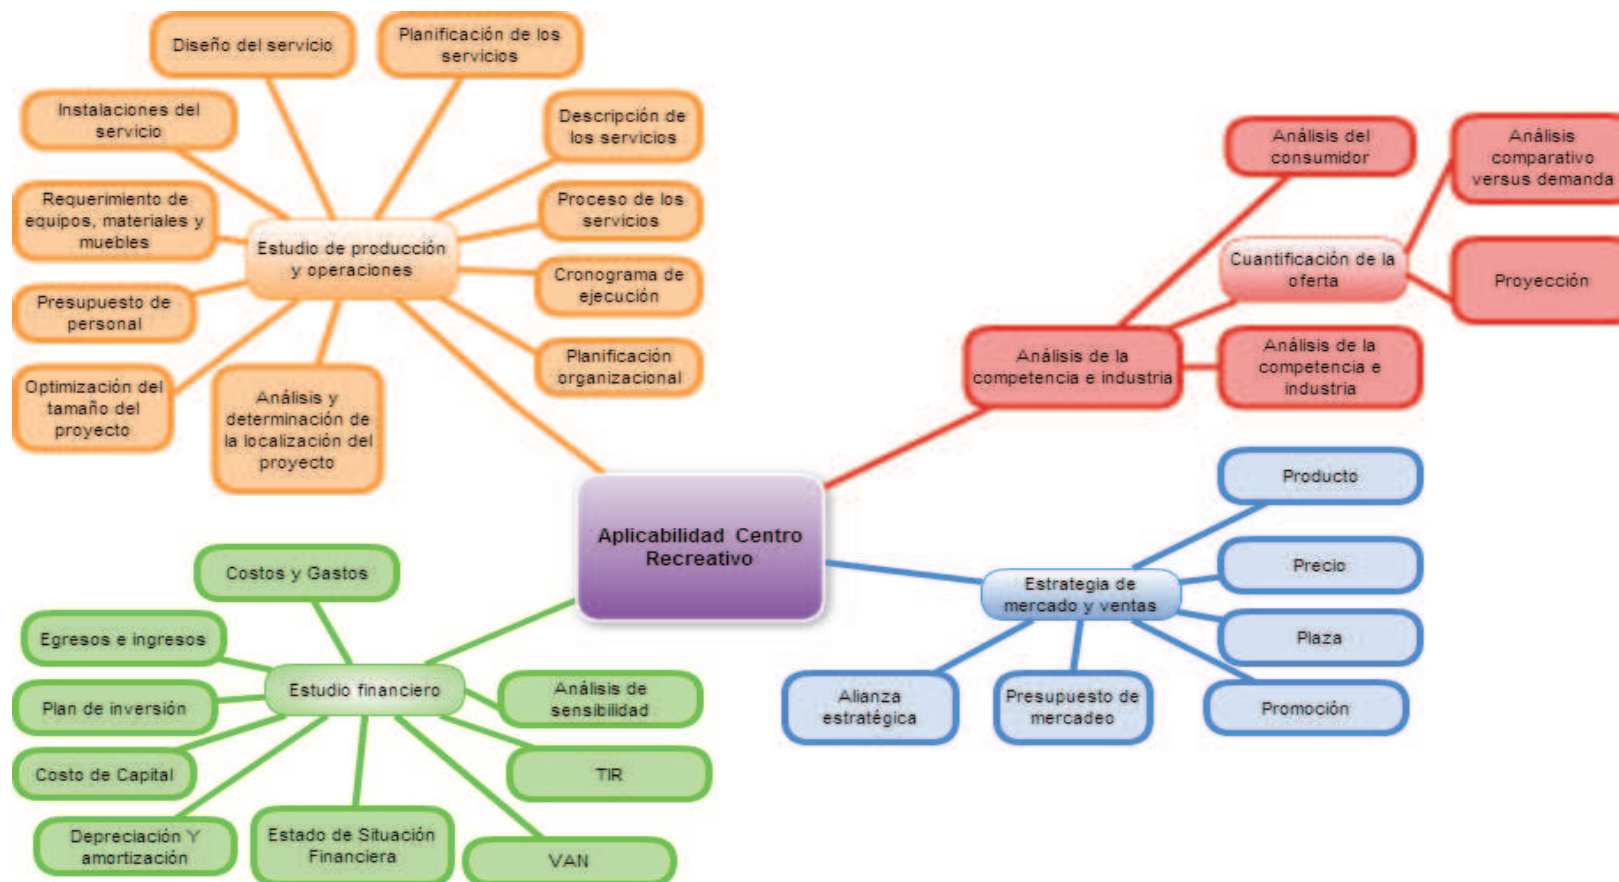 Diseño del servicio
Planificación de los
servicios
Instalaciones del
servicio
Descripción de
los servicios
Requerimiento de
equipos, materiales y
muebles
Proceso de los
servicios
Estudio de producción
y operaciones
Cronograma de
ejecución
Presupuesto de
personal
Planificación
organizacional
Optimización del
tamaño del
proyecto
Análisis y
determinación de
la localización del
proyecto
Análisis del
consumidor
Análisis
comparativo
versus demanda
Cuantificación de la
oferta
Proyección
Análisis de la
competencia e industria
Análisis de la
competencia e
industria
Aplicabilidad Centro
Recreativo
Producto
Precio
Estrategia de
mercado y ventas
Plaza
Alianza
estratégica
Presupuesto de
mercadeo
Promoción
Costos y Gastos
Egresos e ingresos
Estudio financiero
Análisis de
sensibilidad
Plan de inversión
Costo de Capital
TIR
Depreciación Y
amortización
Estado de Situación
Financiera
VAN